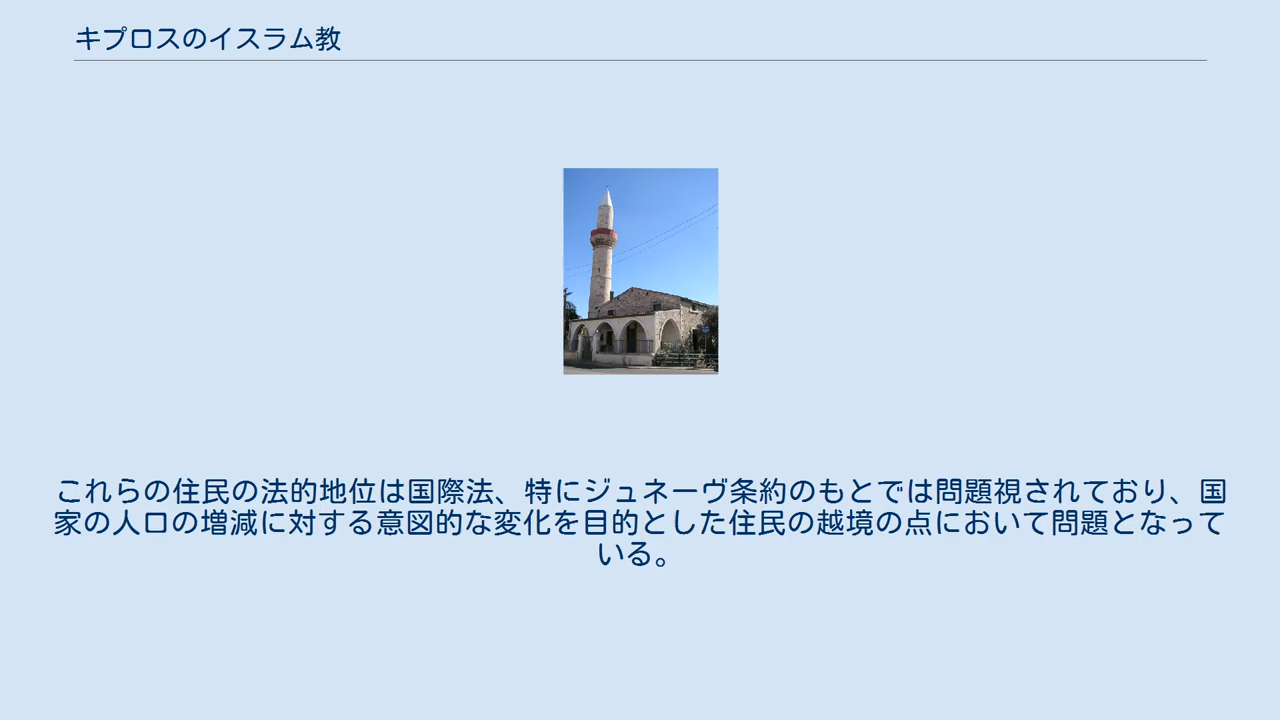 キプロスのイスラム教
これらの住民の法的地位は国際法、特にジュネーヴ条約のもとでは問題視されており、国
家の人口の増減に対する意図的な変化を目的とした住民の越境の点において問題となって
いる。